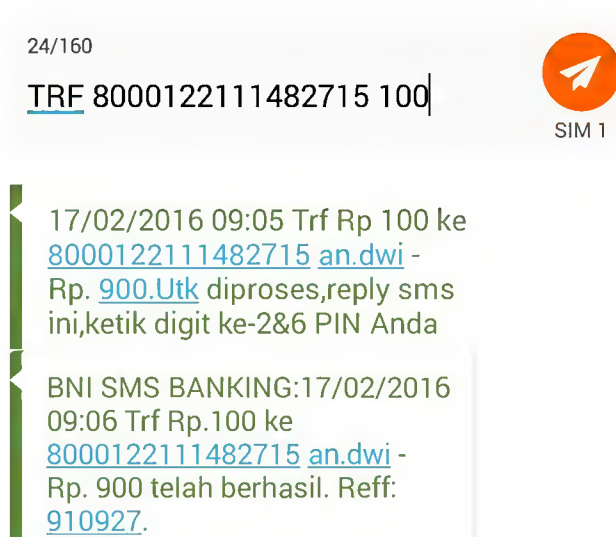 24/160
TRF 8000122111482715 100
SIM 1
17/02/2016 09:05 Trf Rp 100 ke
8000122111482715 an.dwi -
Rp. 900.Utk diproses,reply sms
ini,ketik digit ke-2&6 PIN Anda
BNI SMS BANKING:17/02/2016
09:06 Trf Rp.100 ke
8000122111482715 an.dwi -
Rp. 900 telah berhasil. Reff:
910927.